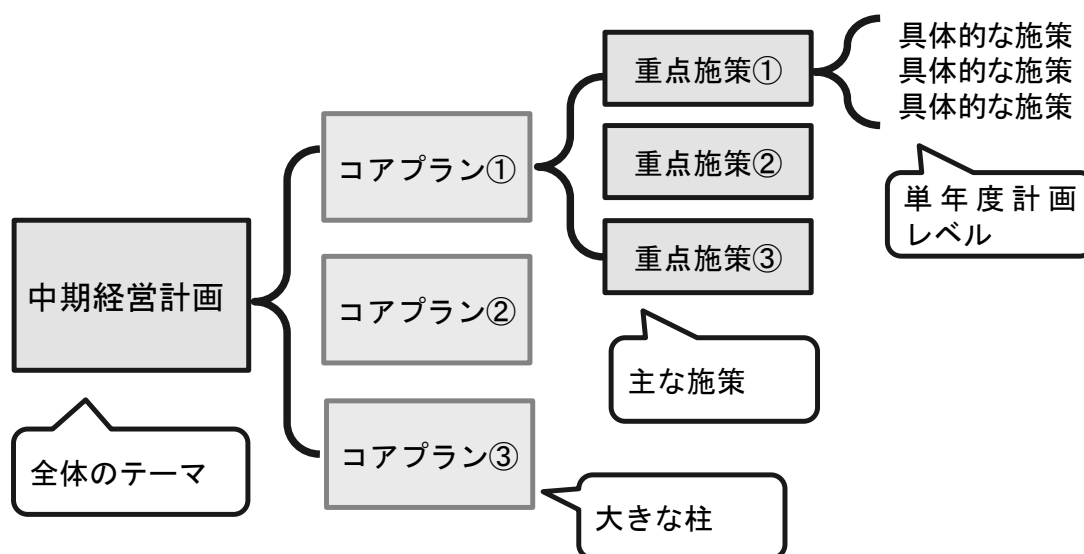 中期経営計画
全体のテーマ
コアプラン①
コアプラン②
コアプラン③
大きな柱
重点施策①
重点施策②
重点施策③
主な施策
具体的な施策
具体的な施策
具体的な施策
単年度計画
レベル